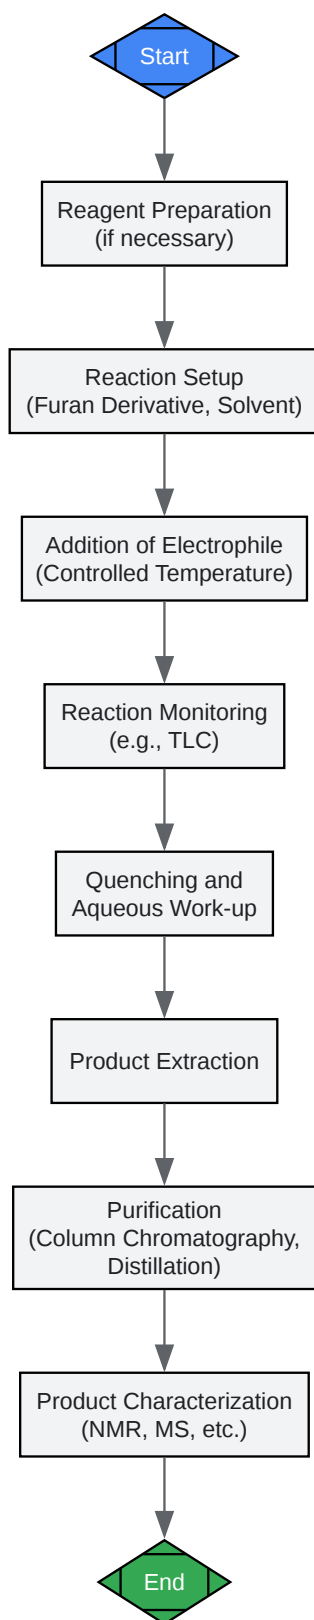 Start
Reagent Preparation
(if necessary)
Reaction Setup
(Furan Derivative, Solvent)
Addition of Electrophile
(Controlled Temperature)
Reaction Monitoring
(e.g., TLC)
Quenching and
Aqueous Work-up
Product Extraction
Purification
(Column Chromatography,
Distillation)
Product Characterization
(NMR, MS, etc.)
End